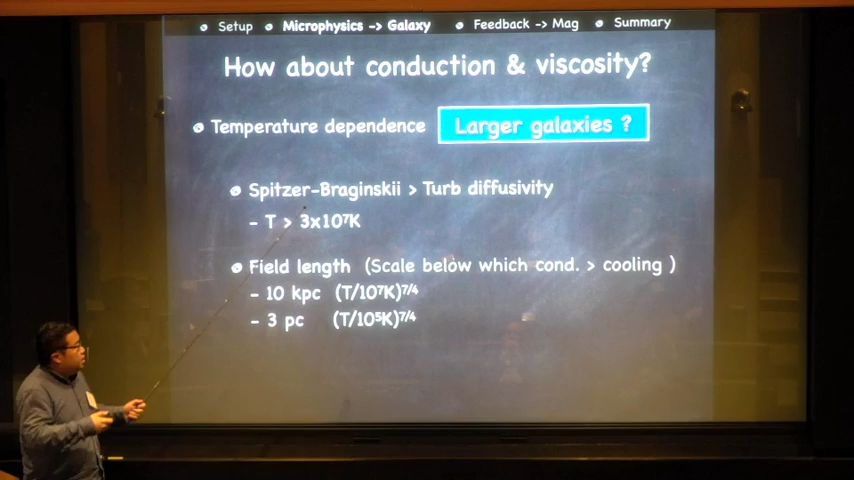 Setup Microphysics -> Galaxy Feedback -> Mag Summary
How about conduction & viscosity?
Temperature dependence Larger galaxies ?
Spitzer-Braginskii > Turb diffusivity
- T > 3x10⁷K
Field length (Scale below which cond. > cooling )
- 10 kpc (T/10⁷K)⁷/⁴
- 3 pc (T/10⁵K)⁷/⁴